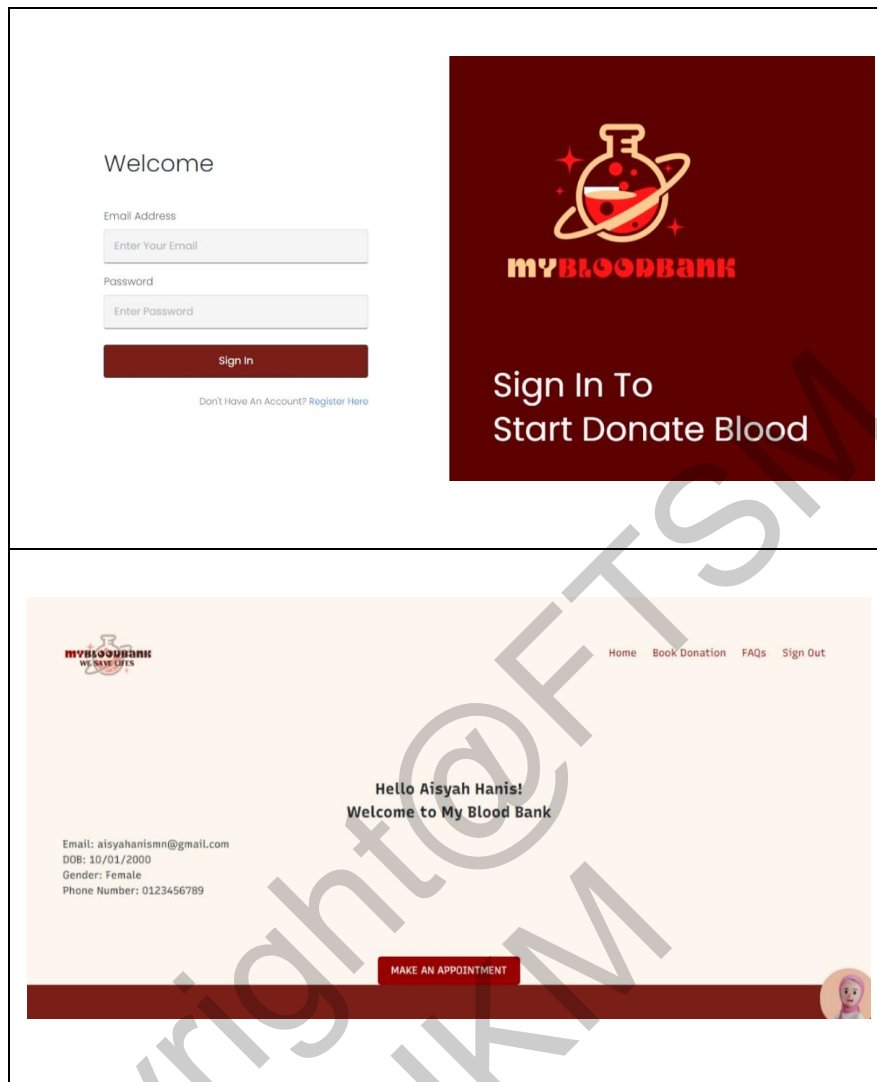 Welcome
Email Address
Enter Your Email
Password
Enter Password
Sign In
Don't Have An Account? Register Here
MYBLOODBANK
Sign In To
Start Donate Blood
MYBLOODBANK
WE SAVE LIFES
Home Book Donation FAQs Sign Out
Hello Aisyah Hanis!
Welcome to My Blood Bank
Email: aisyahanismn@gmail.com
DOB: 10/01/2000
Gender: Female
Phone Number: 0123456789
MAKE AN APPOINTMENT
yright@FTSM
KM